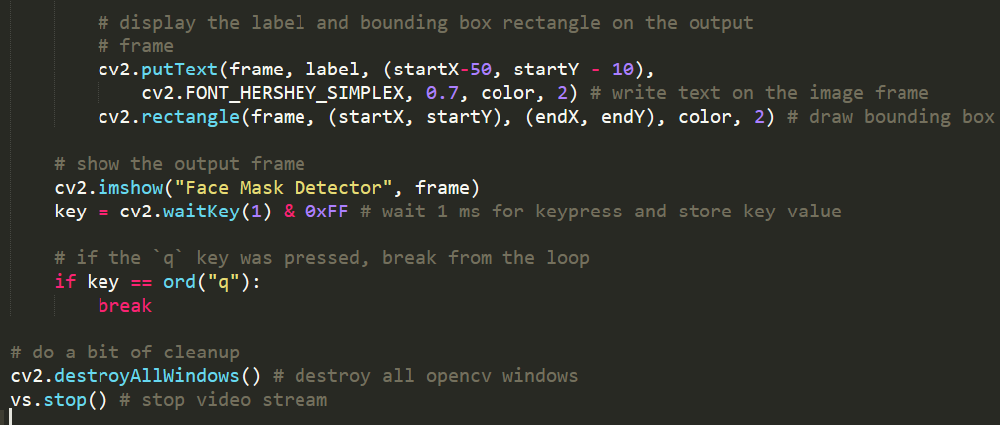 # display the label and bounding box rectangle on the output
# frame
cv2.putText(frame, label, (startX-50, startY - 10),
cv2.FONT_HERSHEY_SIMPLEX, 0.7, color, 2) # write text on the image frame
cv2.rectangle(frame, (startX, startY), (endX, endY), color, 2) # draw bounding box
# show the output frame
cv2.imshow("Face Mask Detector", frame)
key = cv2.waitKey(1) & 0xFF # wait 1 ms for keypress and store key value
# if the `q` key was pressed, break from the loop
if key == ord("q"):
break
# do a bit of cleanup
cv2.destroyAllWindows() # destroy all opencv windows
vs.stop() # stop video stream